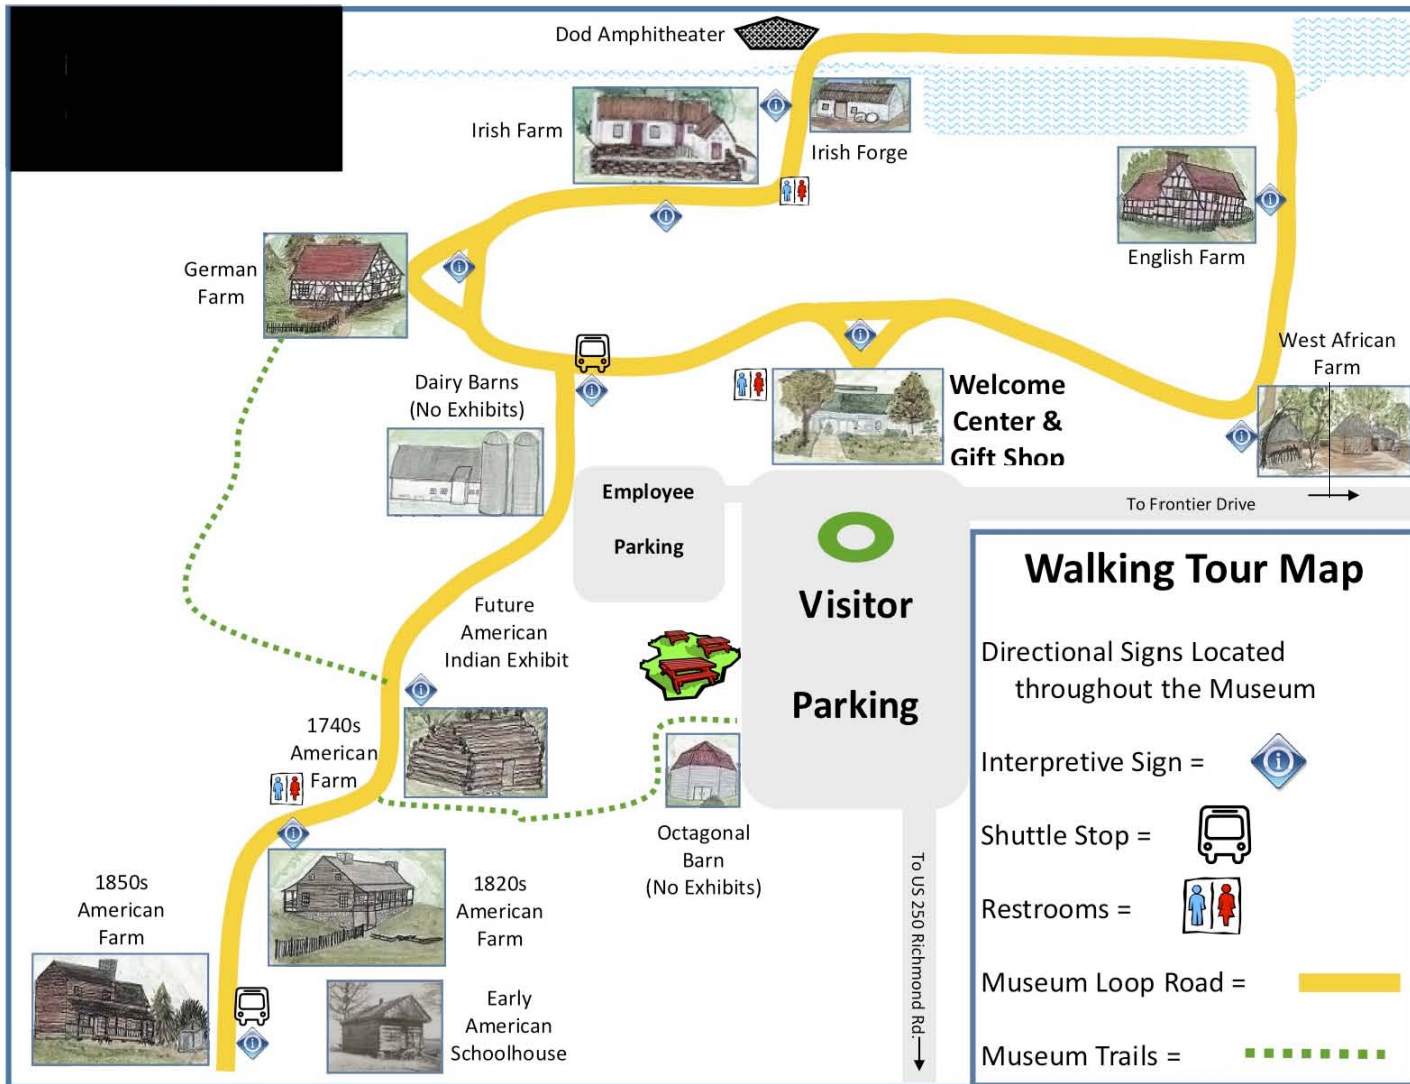 Dod Amphitheater
Irish Farm
Irish Forge
English Farm
German
Farm
West African
Farm
Dairy Barns
(No Exhibits)
Welcome
Center &
Gift Shop
Employee
Parking
To Frontier Drive
Visitor
Parking
Future
American
Indian Exhibit
1740s
American
Farm
Octagonal
Barn
(No Exhibits)
To US 250 Richmond Rd.
1850s
American
Farm
1820s
American
Farm
Early
American
Schoolhouse
Walking Tour Map
Directional Signs Located
throughout the Museum
Interpretive Sign =
Shuttle Stop =
Restrooms =
Museum Loop Road =
Museum Trails =